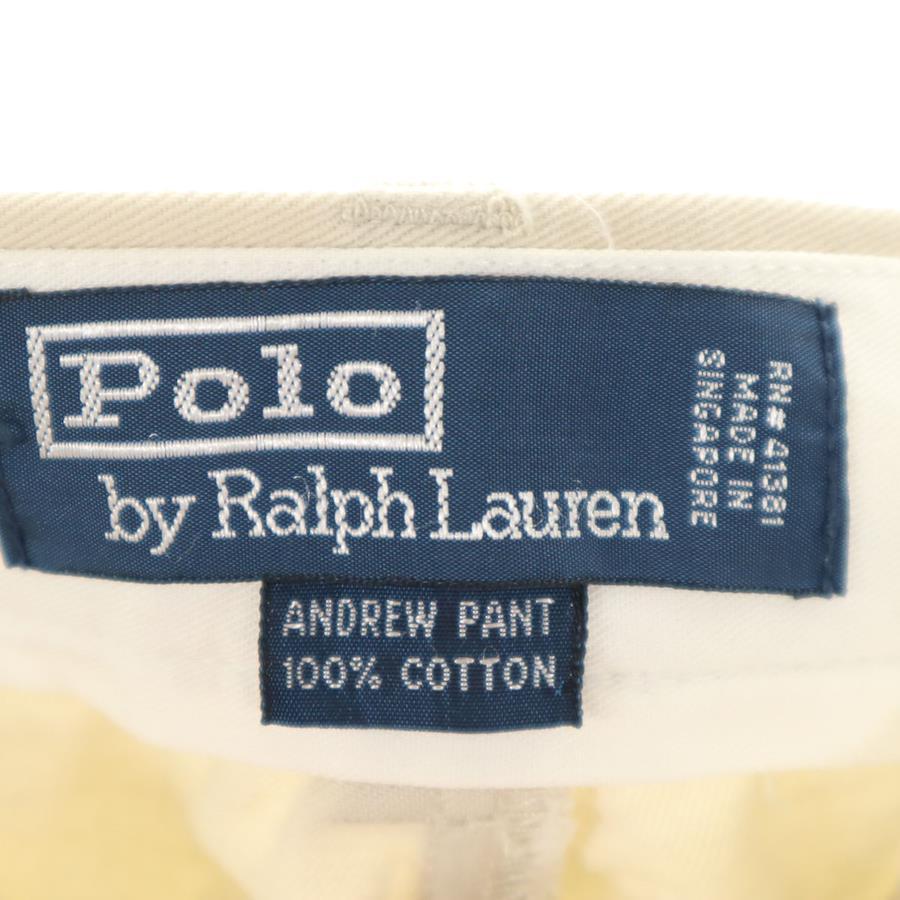 Polo
by Ralph Lauren
RN# 41381
MADE IN
SINGAPORE
ANDREW PANT
100% COTTON